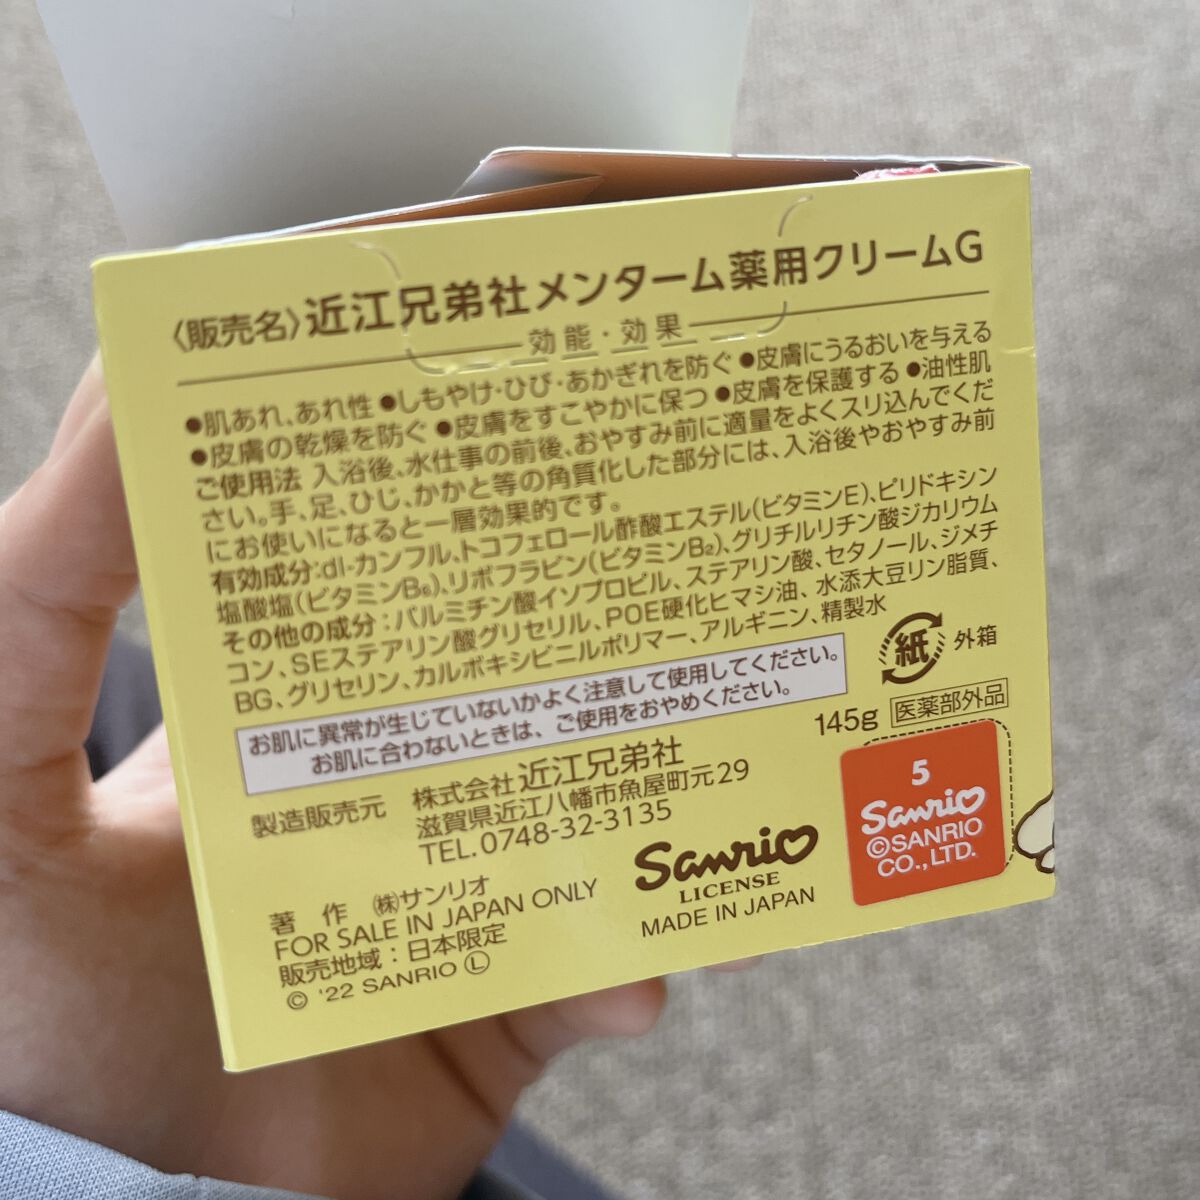 〈販売名〉近江兄弟社メンターム薬用クリームG
効能・効果
●肌あれ、あれ性 ●しもやけ・ひび・あかぎれを防ぐ ●皮膚にうるおいを与える
●皮膚の乾燥を防ぐ ●皮膚をすこやかに保つ ●皮膚を保護する ●油性肌
ご使用法 入浴後、水仕事の前後、おやすみ前に適量をよくスリ込んでくだ
さい。手、足、ひじ、かかと等の角質化した部分には、入浴後やおやすみ前
にお使いになると一層効果的です。
有効成分:dl-カンフル、トコフェロール酢酸エステル(ビタミンE)、ピリドキシン
塩酸塩(ビタミンB₆)、リボフラビン(ビタミンB₂)、グリチルリチン酸ジカリウム
その他の成分:パルミチン酸イソプロピル、ステアリン酸、セタノール、ジメチ
コン、SEステアリン酸グリセリル、POE硬化ヒマシ油、水添大豆リン脂質、
BG、グリセリン、カルボキシビニルポリマー、アルギニン、精製水
お肌に異常が生じていないかよく注意して使用してください。
お肌に合わないときは、ご使用をおやめください。
紙 外箱
145g 医薬部外品
製造販売元 株式会社 近江兄弟社
滋賀県近江八幡市魚屋町元29
TEL.0748-32-3135
著 作 ㈱サンリオ
FOR SALE IN JAPAN ONLY
販売地域:日本限定
© '22 SANRIO Ⓛ
Sanrio
LICENSE
MADE IN JAPAN
5
Sanrio
©SANRIO
CO.,LTD.